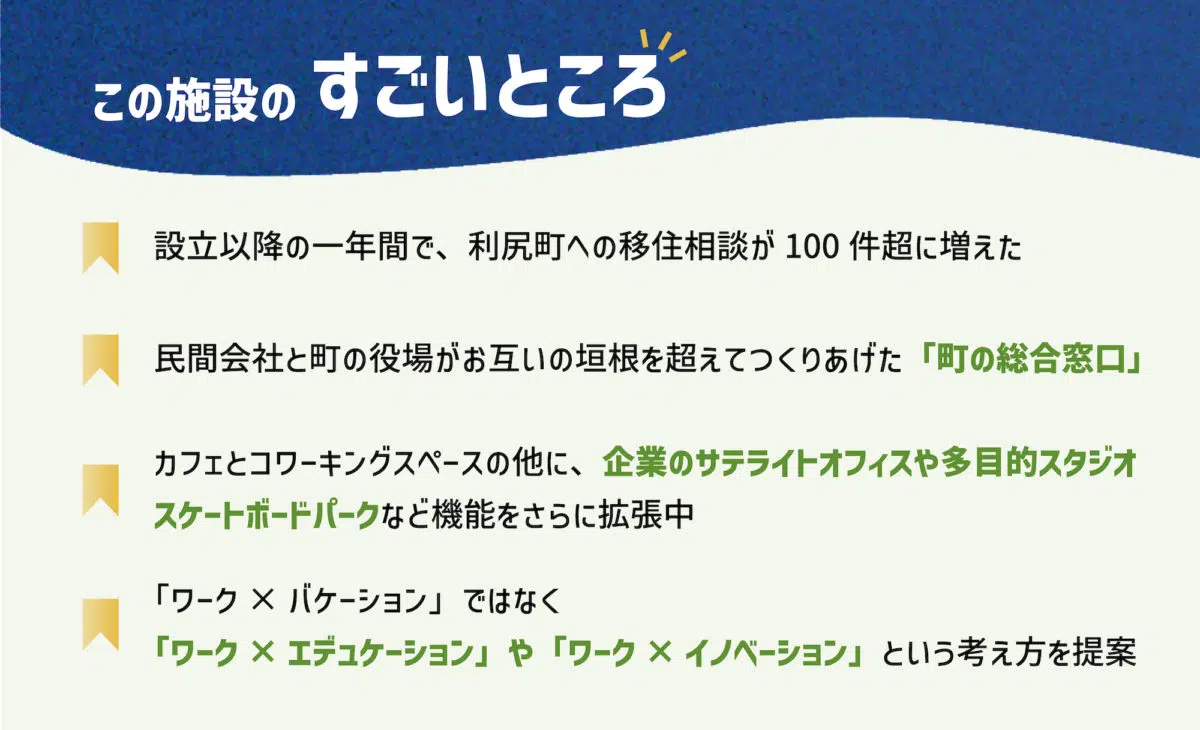 この施設の すごいところ
設立以降の一年間で、利尻町への移住相談が 100 件超に増えた
民間会社と町の役場がお互いの垣根を超えてつくりあげた「町の総合窓口」
カフェとコワーキングスペースの他に、企業のサテライトオフィスや多目的スタジオ
スケートボードパークなど機能をさらに拡張中
「ワーク × バケーション」ではなく
「ワーク × エデュケーション」や「ワーク × イノベーション」という考え方を提案